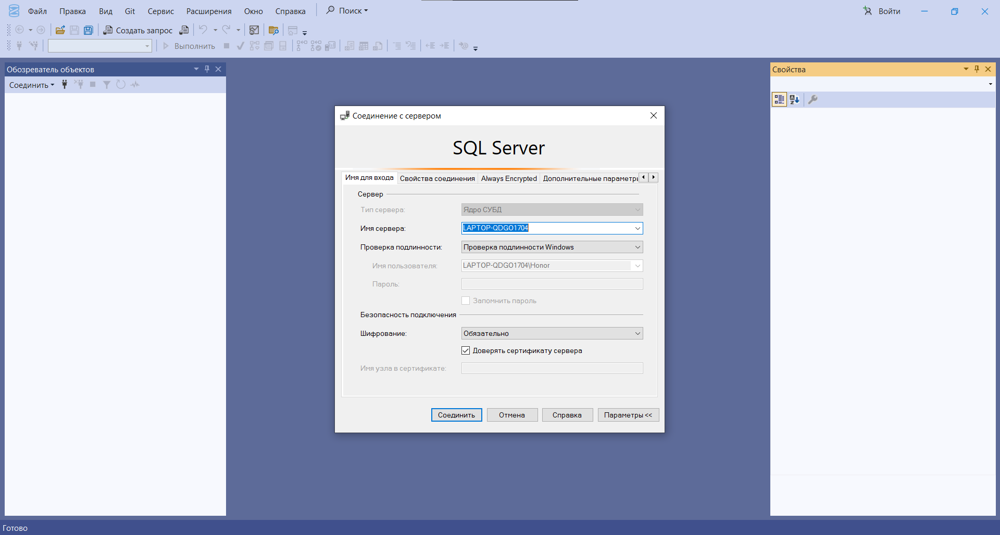 Файл Правка Вид Git Сервис Расширения Окно Справка Поиск Войти
Создать запрос
Выполнить
Обозреватель объектов
Соединить
Свойства
Соединение с сервером
SQL Server
Имя для входа Свойства соединения Always Encrypted Дополнительные параметры
Сервер
Тип сервера: Ядро СУБД
Имя сервера: LAPTOP-QDGO1704
Проверка подлинности: Проверка подлинности Windows
Имя пользователя: LAPTOP-QDGO1704\Honor
Пароль:
Запомнить пароль
Безопасность подключения
Шифрование: Обязательно
Доверять сертификату сервера
Имя узла в сертификате:
Соединить Отмена Справка Параметры <<
Готово